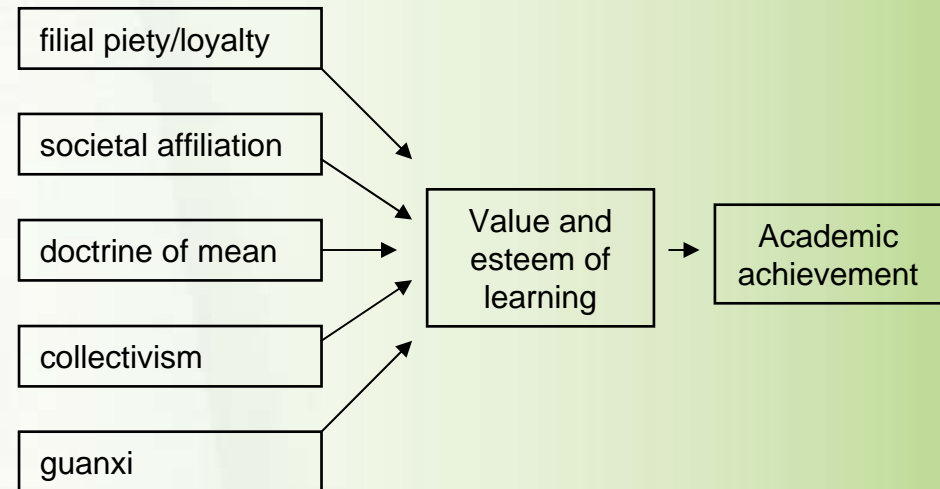 filial piety/loyalty
societal affiliation
doctrine of mean
collectivism
guanxi
Value and
esteem of
learning
Academic
achievement